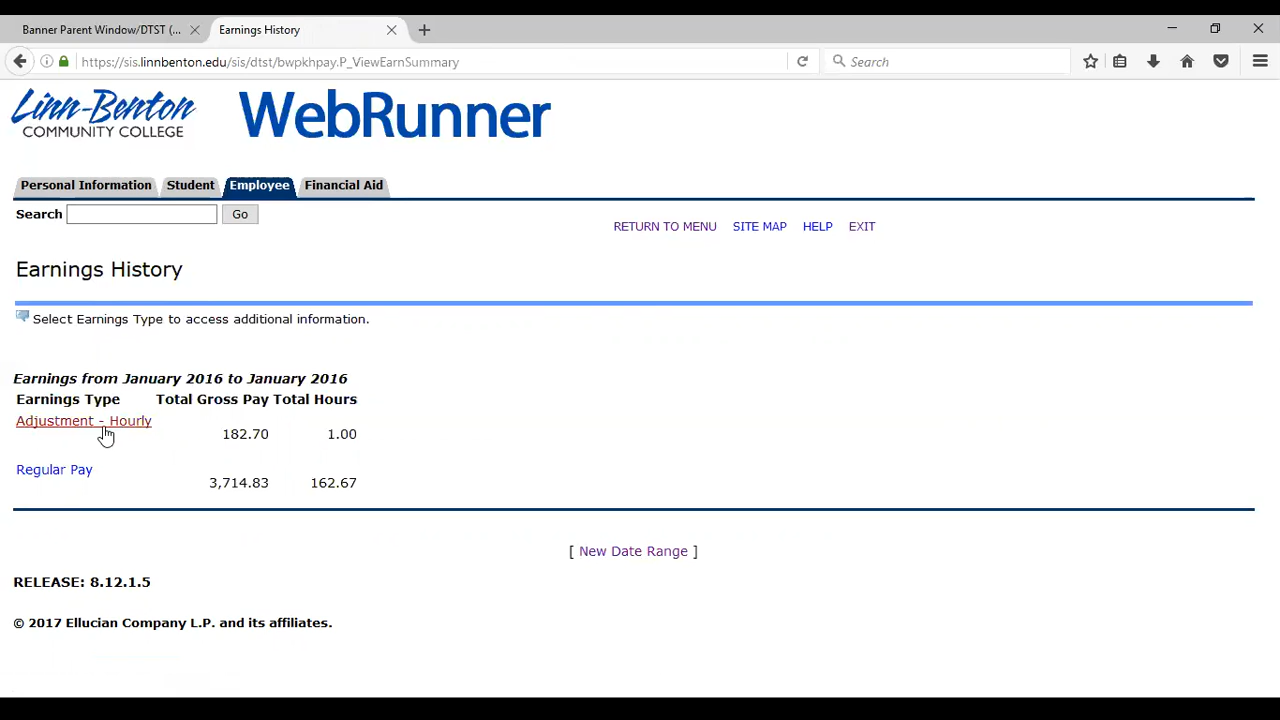 Banner Parent Window/DTST (...
Earnings History
https://sis.linnbenton.edu/sis/dtst/bwpkhpay.P_ViewEarnSummary
Search
Linn-Benton
COMMUNITY COLLEGE
WebRunner
Personal Information Student Employee Financial Aid
Search Go
RETURN TO MENU SITE MAP HELP EXIT
Earnings History
Select Earnings Type to access additional information.
Earnings from January 2016 to January 2016
Earnings Type Total Gross Pay Total Hours
Adjustment - Hourly
182.70 1.00
Regular Pay
3,714.83 162.67
[ New Date Range ]
RELEASE: 8.12.1.5
© 2017 Ellucian Company L.P. and its affiliates.